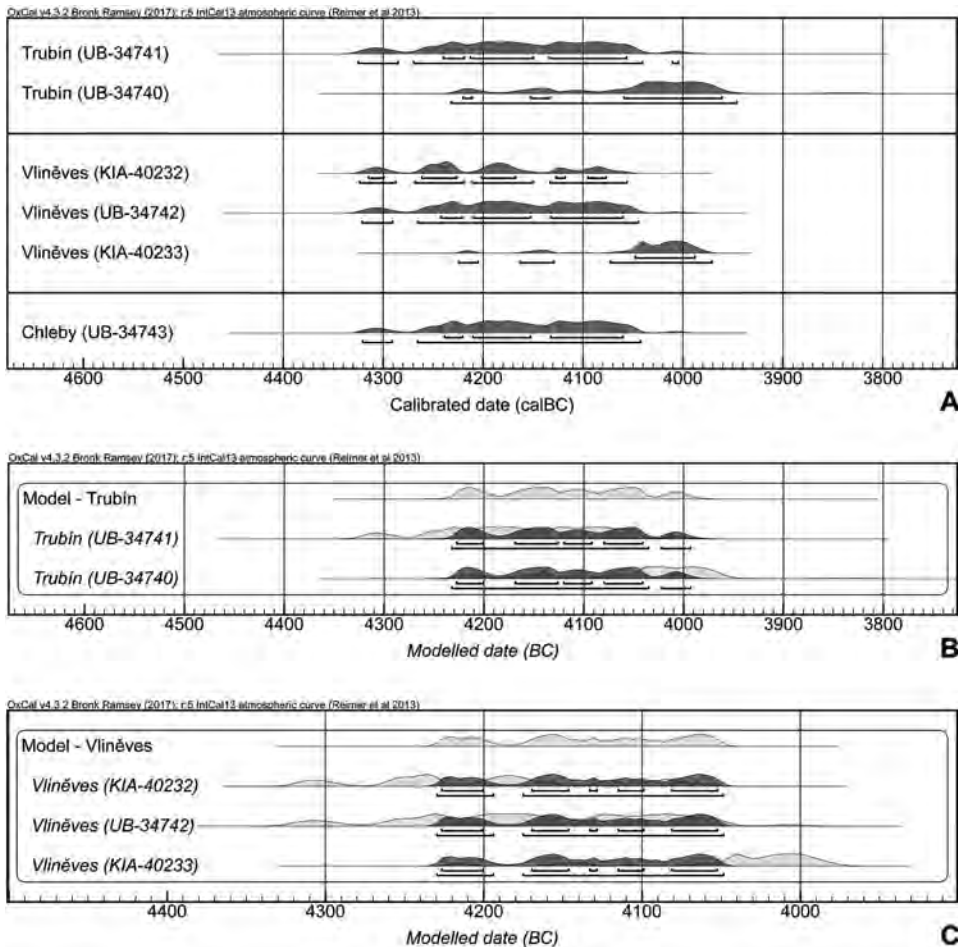 OxCal v4.3.2 Bronk Ramsey (2017); r:5 IntCal13 atmospheric curve (Reimer et al 2013)
Trubín (UB-34741)
Trubín (UB-34740)
Vliněves (KIA-40232)
Vliněves (UB-34742)
Vliněves (KIA-40233)
Chleby (UB-34743)
4600 4500 4400 4300 4200 4100 4000 3900 3800
Calibrated date (calBC)
A
OxCal v4.3.2 Bronk Ramsey (2017); r:5 IntCal13 atmospheric curve (Reimer et al 2013)
Model - Trubín
Trubín (UB-34741)
Trubín (UB-34740)
4600 4500 4400 4300 4200 4100 4000 3900 3800
Modelled date (BC)
B
OxCal v4.3.2 Bronk Ramsey (2017); r:5 IntCal13 atmospheric curve (Reimer et al 2013)
Model - Vliněves
Vliněves (KIA-40232)
Vliněves (UB-34742)
Vliněves (KIA-40233)
4400 4300 4200 4100 4000
Modelled date (BC)
C